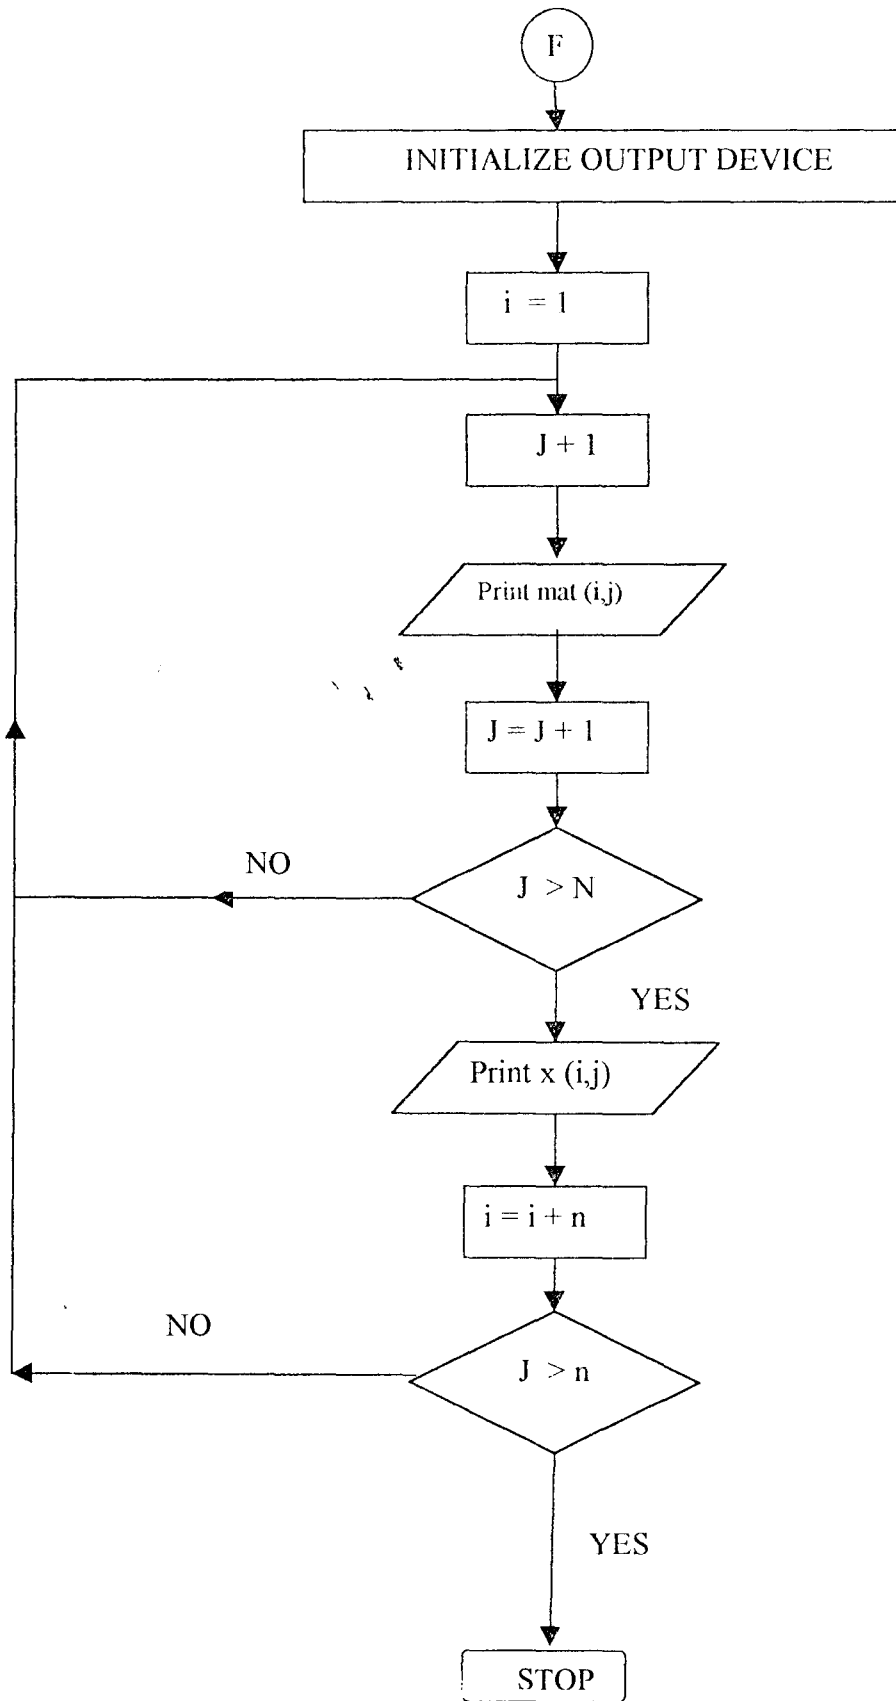 F
INITIALIZE OUTPUT DEVICE
i = 1
J + 1
Print mat (i,j)
J = J + 1
NO
J > N
YES
Print x (i,j)
i = i + n
NO
J > n
YES
STOP